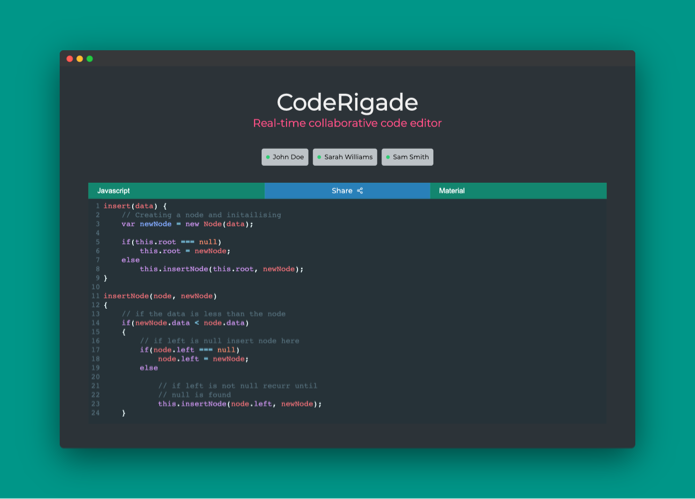 CodeRigade
Real-time collaborative code editor
John Doe Sarah Williams Sam Smith
Javascript Share Material
1 insert(data) {
2 // Creating a node and initailising
3 var newNode = new Node(data);
4
5 if(this.root === null)
6 this.root = newNode;
7 else
8 this.insertNode(this.root, newNode);
9 }
10
11 insertNode(node, newNode)
12 {
13 // if the data is less than the node
14 if(newNode.data < node.data)
15 {
16 // if left is null insert node here
17 if(node.left === null)
18 node.left = newNode;
19 else
20
21 // if left is not null recurr until
22 // null is found
23 this.insertNode(node.left, newNode);
24 }